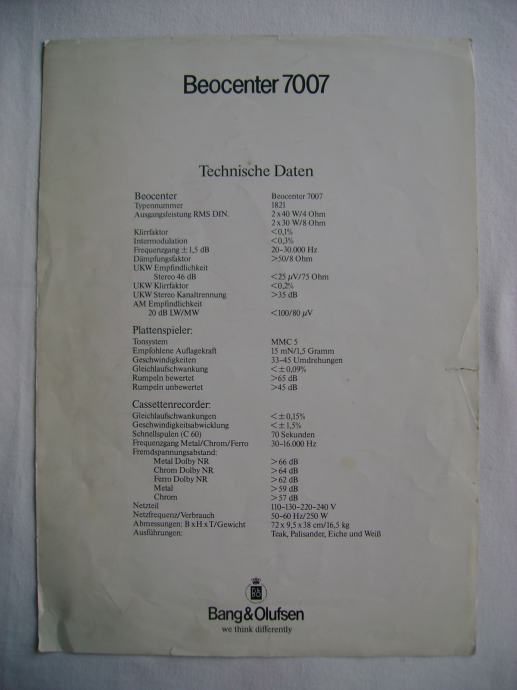 Beocenter 7007
Technische Daten
Beocenter Beocenter 7007
Typennummer 1821
Ausgangsleistung RMS DIN. 2 x 40 W/4 Ohm
2 x 30 W/8 Ohm
Klirrfaktor <0,1%
Intermodulation <0,3%
Frequenzgang ± 1,5 dB 20-30.000 Hz
Dämpfungsfaktor >50/8 Ohm
UKW Empfindlichkeit
Stereo 46 dB <25 µV/75 Ohm
UKW Klirrfaktor <0,2%
UKW Stereo Kanaltrennung >35 dB
AM Empfindlichkeit
20 dB LW/MW <100/80 µV
Plattenspieler:
Tonsystem MMC 5
Empfohlene Auflagekraft 15 mN/1,5 Gramm
Geschwindigkeiten 33-45 Umdrehungen
Gleichlaufschwankung <±0,09%
Rumpeln bewertet >65 dB
Rumpeln unbewertet >45 dB
Cassettenrecorder:
Gleichlaufschwankungen <±0,15%
Geschwindigkeitsabwicklung <±1,5%
Schnellspulen (C 60) 70 Sekunden
Frequenzgang Metal/Chrom/Ferro 30-16.000 Hz
Fremdspannungsabstand:
Metal Dolby NR >66 dB
Chrom Dolby NR >64 dB
Ferro Dolby NR >62 dB
Metal >59 dB
Chrom >57 dB
Netzteil 110-130-220-240 V
Netzfrequenz/Verbrauch 50-60 Hz/250 W
Abmessungen: B x H x T/Gewicht 72 x 9,5 x 38 cm/16,5 kg
Ausführungen: Teak, Palisander, Eiche und Weiß
B&O
Bang & Olufsen
we think differently